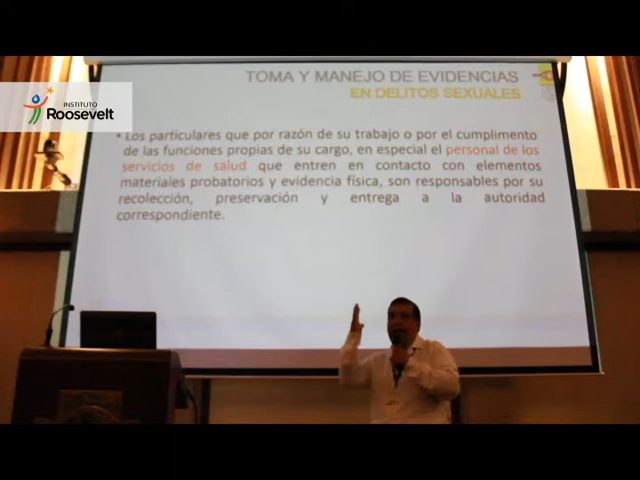 INSTITUTO
Roosevelt
TOMA Y MANEJO DE EVIDENCIAS
EN DELITOS SEXUALES
• Los particulares que por razón de su trabajo o por el cumplimento
de las funciones propias de su cargo, en especial el personal de los
servicios de salud que entren en contacto con elementos
materiales probatorios y evidencia física, son responsables por su
recolección, preservación y entrega a la autoridad
correspondiente.